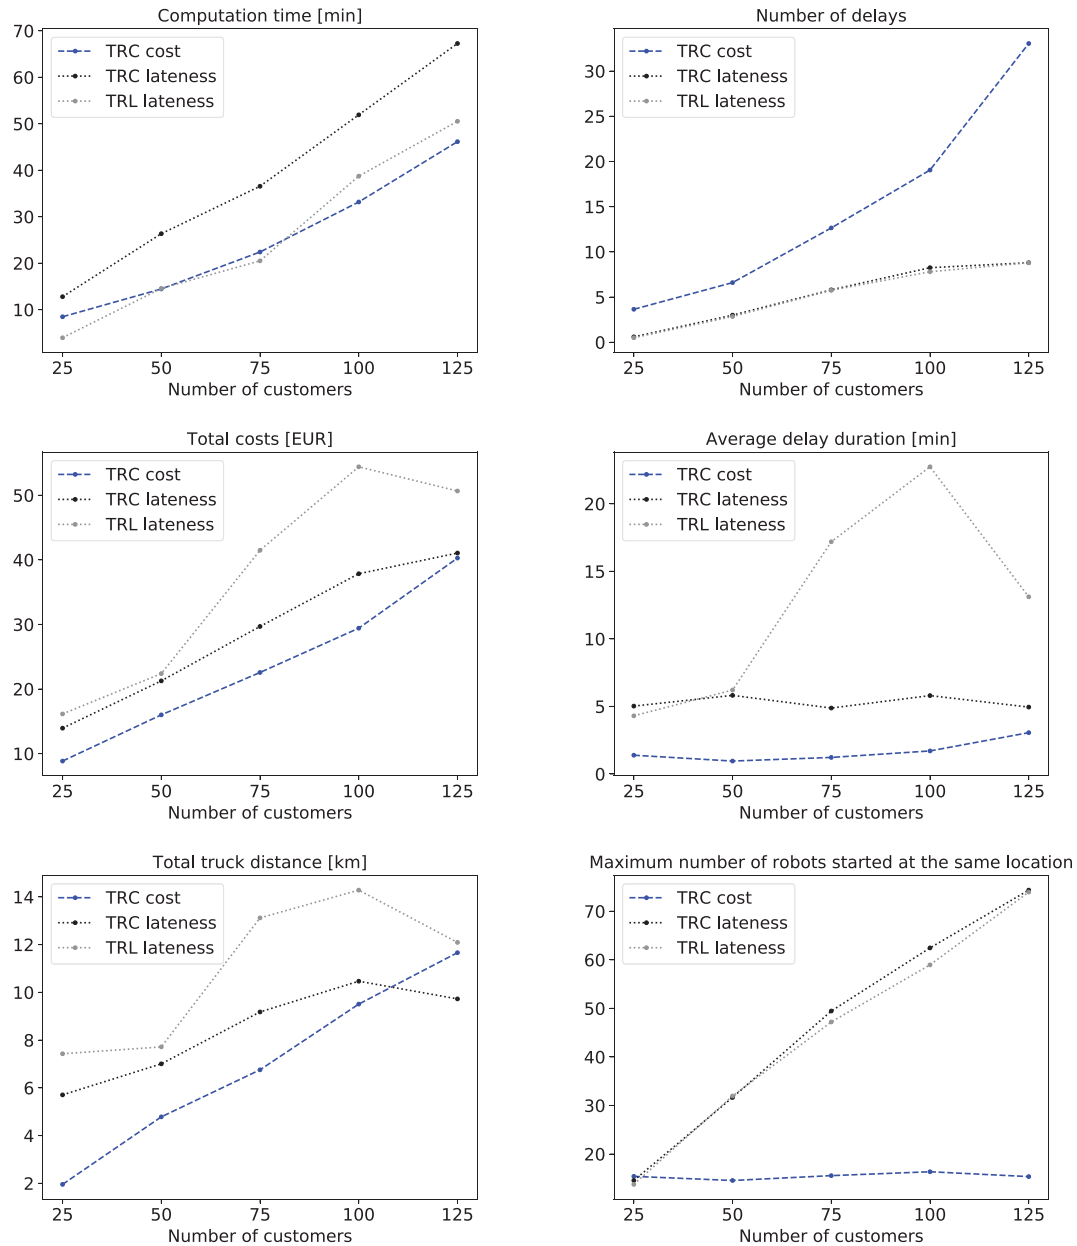 Computation time [min]
TRC cost
TRC lateness
TRL lateness
70
60
50
40
30
20
10
25 50 75 100 125
Number of customers
Number of delays
TRC cost
TRC lateness
TRL lateness
30
25
20
15
10
5
0
25 50 75 100 125
Number of customers
Total costs [EUR]
TRC cost
TRC lateness
TRL lateness
50
40
30
20
10
25 50 75 100 125
Number of customers
Average delay duration [min]
TRC cost
TRC lateness
TRL lateness
20
15
10
5
0
25 50 75 100 125
Number of customers
Total truck distance [km]
TRC cost
TRC lateness
TRL lateness
14
12
10
8
6
4
2
25 50 75 100 125
Number of customers
Maximum number of robots started at the same location
TRC cost
TRC lateness
TRL lateness
70
60
50
40
30
20
25 50 75 100 125
Number of customers